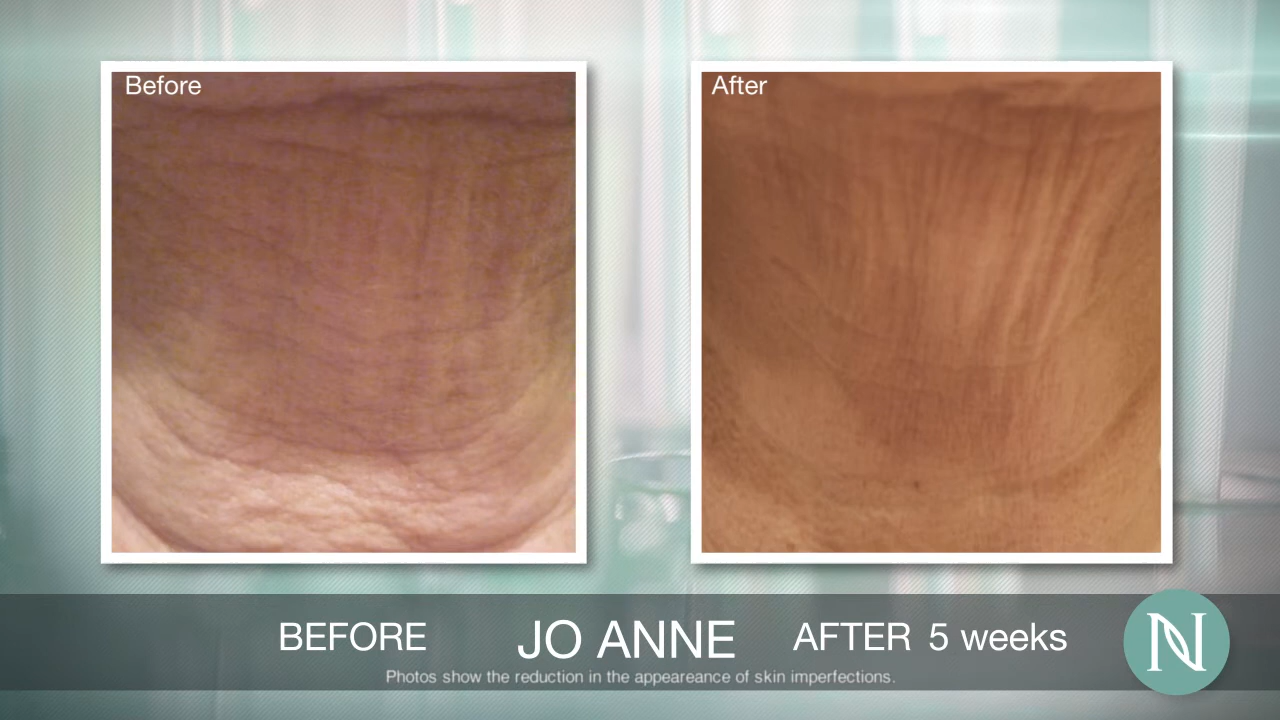 Before
After
BEFORE JO ANNE AFTER 5 weeks
Photos show the reduction in the appeareance of skin imperfections.
N